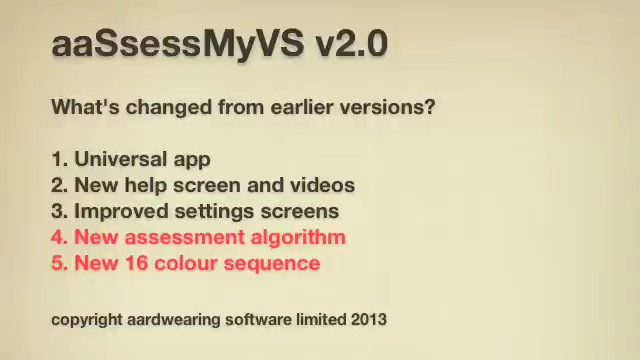 aaSsessMyVS v2.0
What's changed from earlier versions?
1. Universal app
2. New help screen and videos
3. Improved settings screens
4. New assessment algorithm
5. New 16 colour sequence
copyright aardwearing software limited 2013